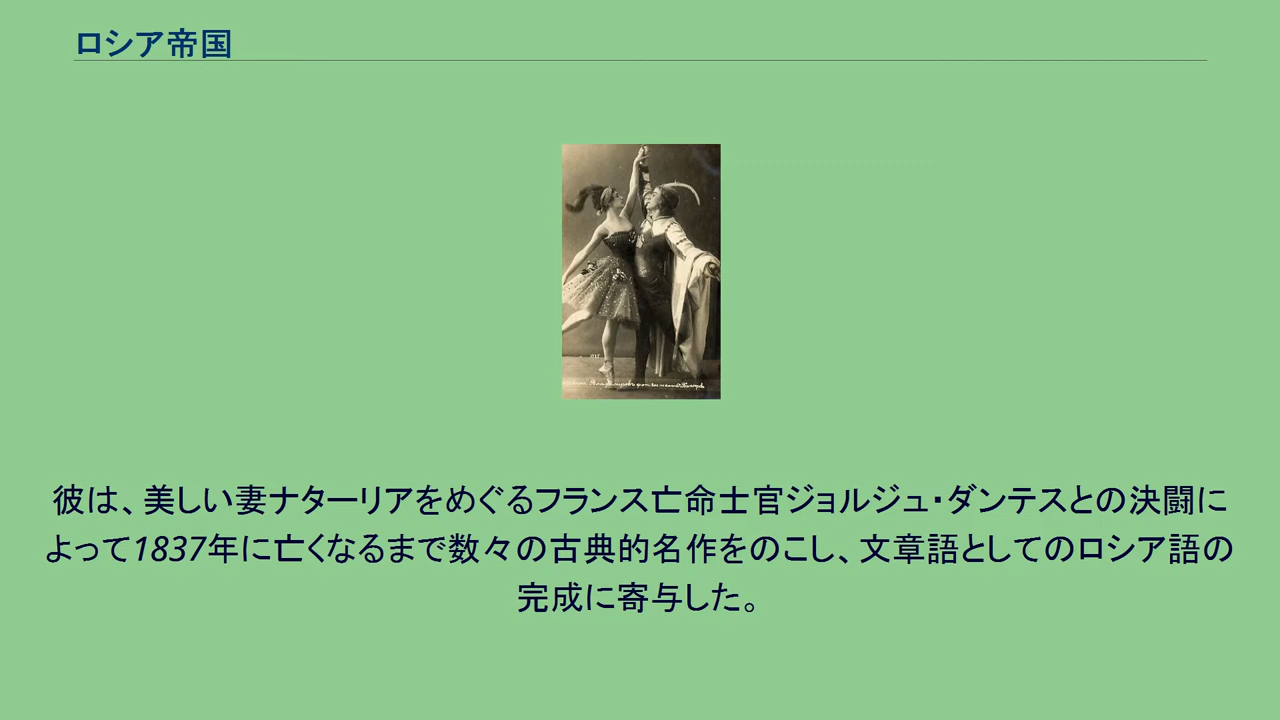 ロシア帝国
彼は、美しい妻ナターリアをめぐるフランス亡命士官ジョルジュ・ダンテスとの決闘に
よって1837年に亡くなるまで数々の古典的名作をのこし、文章語としてのロシア語の
完成に寄与した。